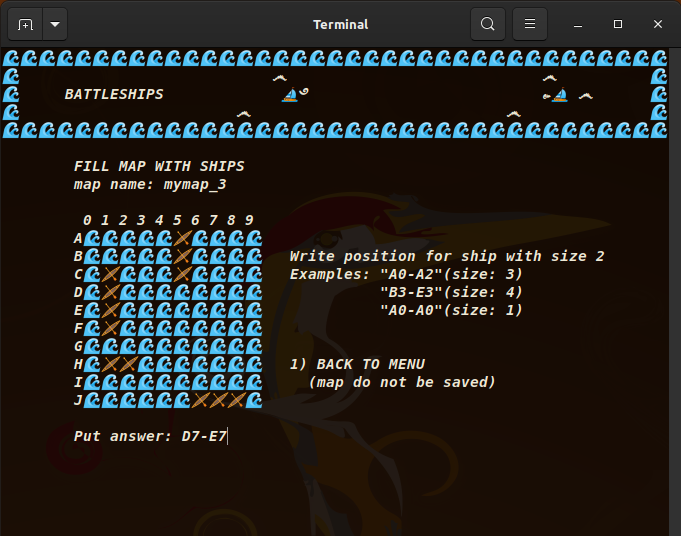 Terminal
BATTLESHIPS
FILL MAP WITH SHIPS
map name: mymap_3
0 1 2 3 4 5 6 7 8 9
A
B Write position for ship with size 2
C Examples: "A0-A2"(size: 3)
D "B3-E3"(size: 4)
E "A0-A0"(size: 1)
F
G
H 1) BACK TO MENU
I (map do not be saved)
J
Put answer: D7-E7